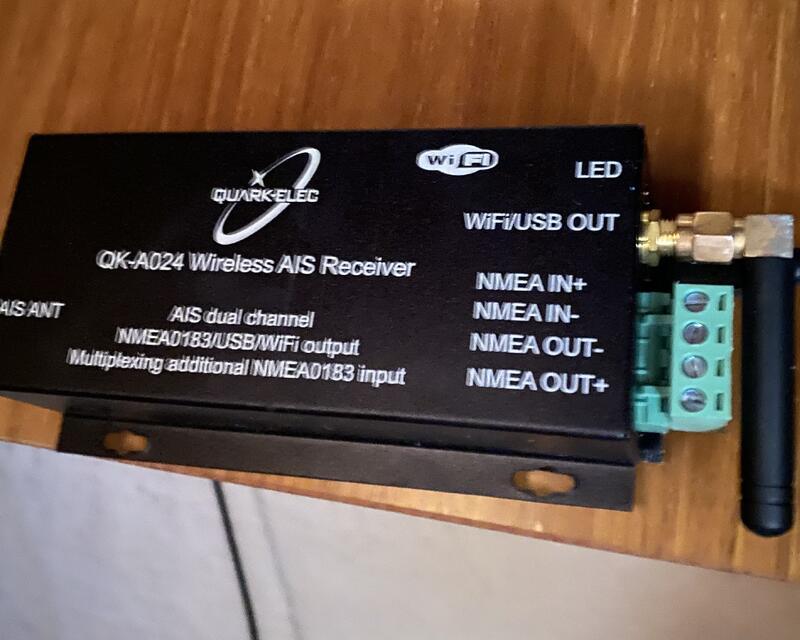 WiFi
LED
QUARK-ELEC
WiFi/USB OUT
QK-A024 Wireless AIS Receiver
NMEA IN+
AIS ANT
AIS dual channel
NMEA IN-
NMEA0183/USB/WiFi output
NMEA OUT-
Multiplexing additional NMEA0183 input
NMEA OUT+